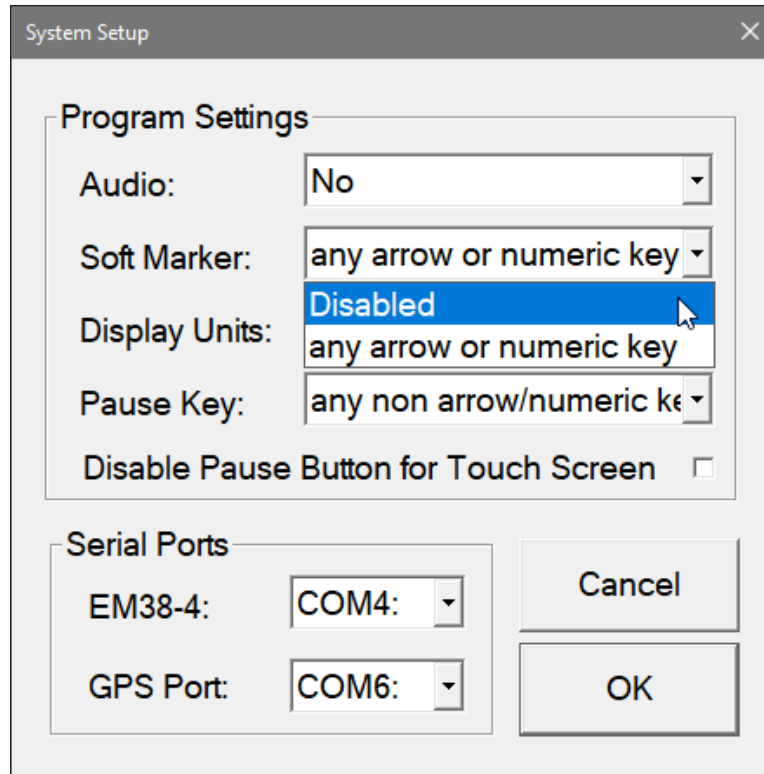 System Setup
Program Settings
Audio: No
Soft Marker: any arrow or numeric key
Disabled
Display Units:
any arrow or numeric key
Pause Key: any non arrow/numeric
Disable Pause Button for Touch Screen
Serial Ports
EM38-4: COM4:
Cancel
GPS Port: COM6:
OK